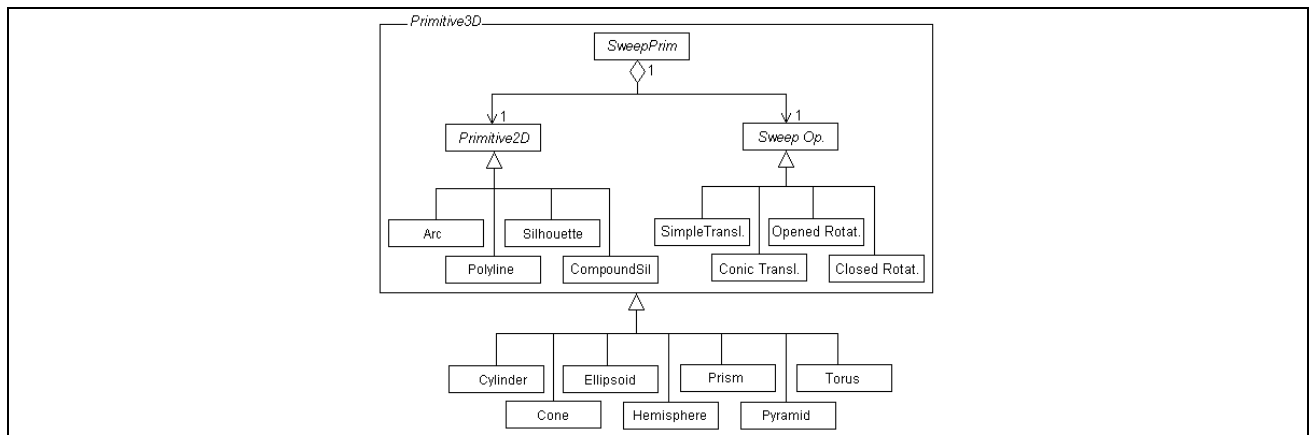 Primitive3D
SweepPrim
1
1
1
Primitive2D
Sweep Op.
Arc
Silhouette
SimpleTransl.
Opened Rotat.
Polyline
CompoundSil
Conic Transl.
Closed Rotat.
Cylinder
Ellipsoid
Prism
Torus
Cone
Hemisphere
Pyramid